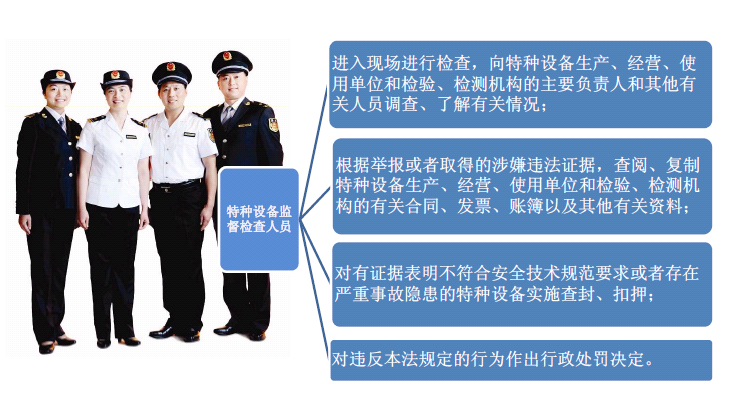 进入现场进行检查，向特种设备生产、经营、使
用单位和检验、检测机构的主要负责人和其他有
关人员调查、了解有关情况；
根据举报或者取得的涉嫌违法证据，查阅、复制
特种设备生产、经营、使用单位和检验、检测机
构的有关合同、发票、账簿以及其他有关资料；
特种设备监
督检查人员
对有证据表明不符合安全技术规范要求或者存在
严重事故隐患的特种设备实施查封、扣押；
对违反本法规定的行为作出行政处罚决定。